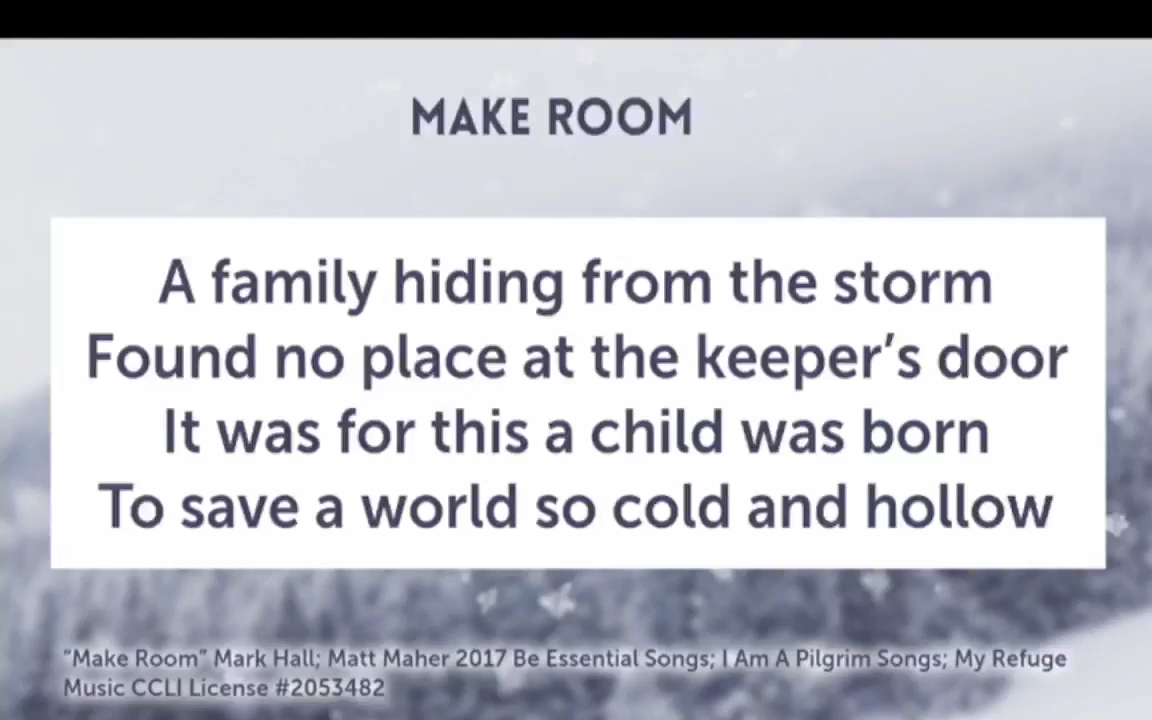 MAKE ROOM
A family hiding from the storm
Found no place at the keeper’s door
It was for this a child was born
To save a world so cold and hollow
"Make Room" Mark Hall; Matt Maher 2017 Be Essential Songs; I Am A Pilgrim Songs; My Refuge
Music CCLI License #2053482